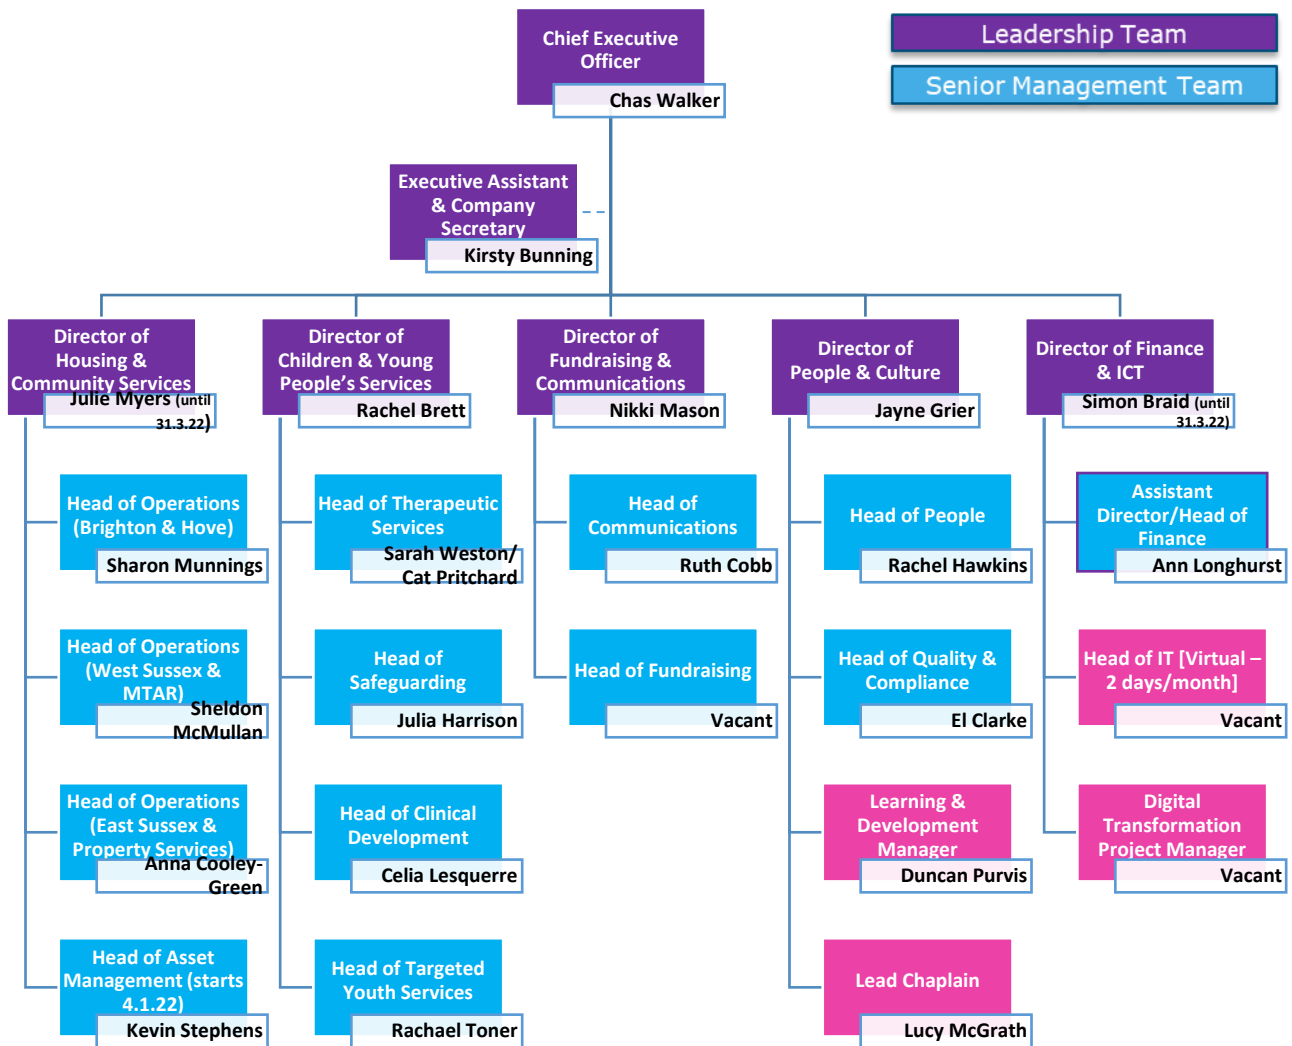 Chief Executive
Officer
Chas Walker
Leadership Team
Senior Management Team
Executive Assistant
& Company
Secretary
Kirsty Bunning
Director of
Housing &
Community Services
Julie Myers (until
31.3.22)
Director of
Children & Young
People's Services
Rachel Brett
Director of
Fundraising &
Communications
Nikki Mason
Director of
People & Culture
Jayne Grier
Director of Finance
& ICT
Simon Braid (until
31.3.22)
Head of Operations
(Brighton & Hove)
Sharon Munnings
Head of Therapeutic
Services
Sarah Weston/
Cat Pritchard
Head of
Communications
Ruth Cobb
Head of People
Rachel Hawkins
Assistant
Director/Head of
Finance
Ann Longhurst
Head of Operations
(West Sussex &
MTAR)
Sheldon
McMullan
Head of
Safeguarding
Julia Harrison
Head of Fundraising
Vacant
Head of Quality &
Compliance
El Clarke
Head of IT [Virtual –
2 days/month]
Vacant
Head of Operations
(East Sussex &
Property Services)
Anna Cooley-
Green
Head of Clinical
Development
Celia Lesquerre
Learning &
Development
Manager
Duncan Purvis
Digital
Transformation
Project Manager
Vacant
Head of Asset
Management (starts
4.1.22)
Kevin Stephens
Head of Targeted
Youth Services
Rachael Toner
Lead Chaplain
Lucy McGrath